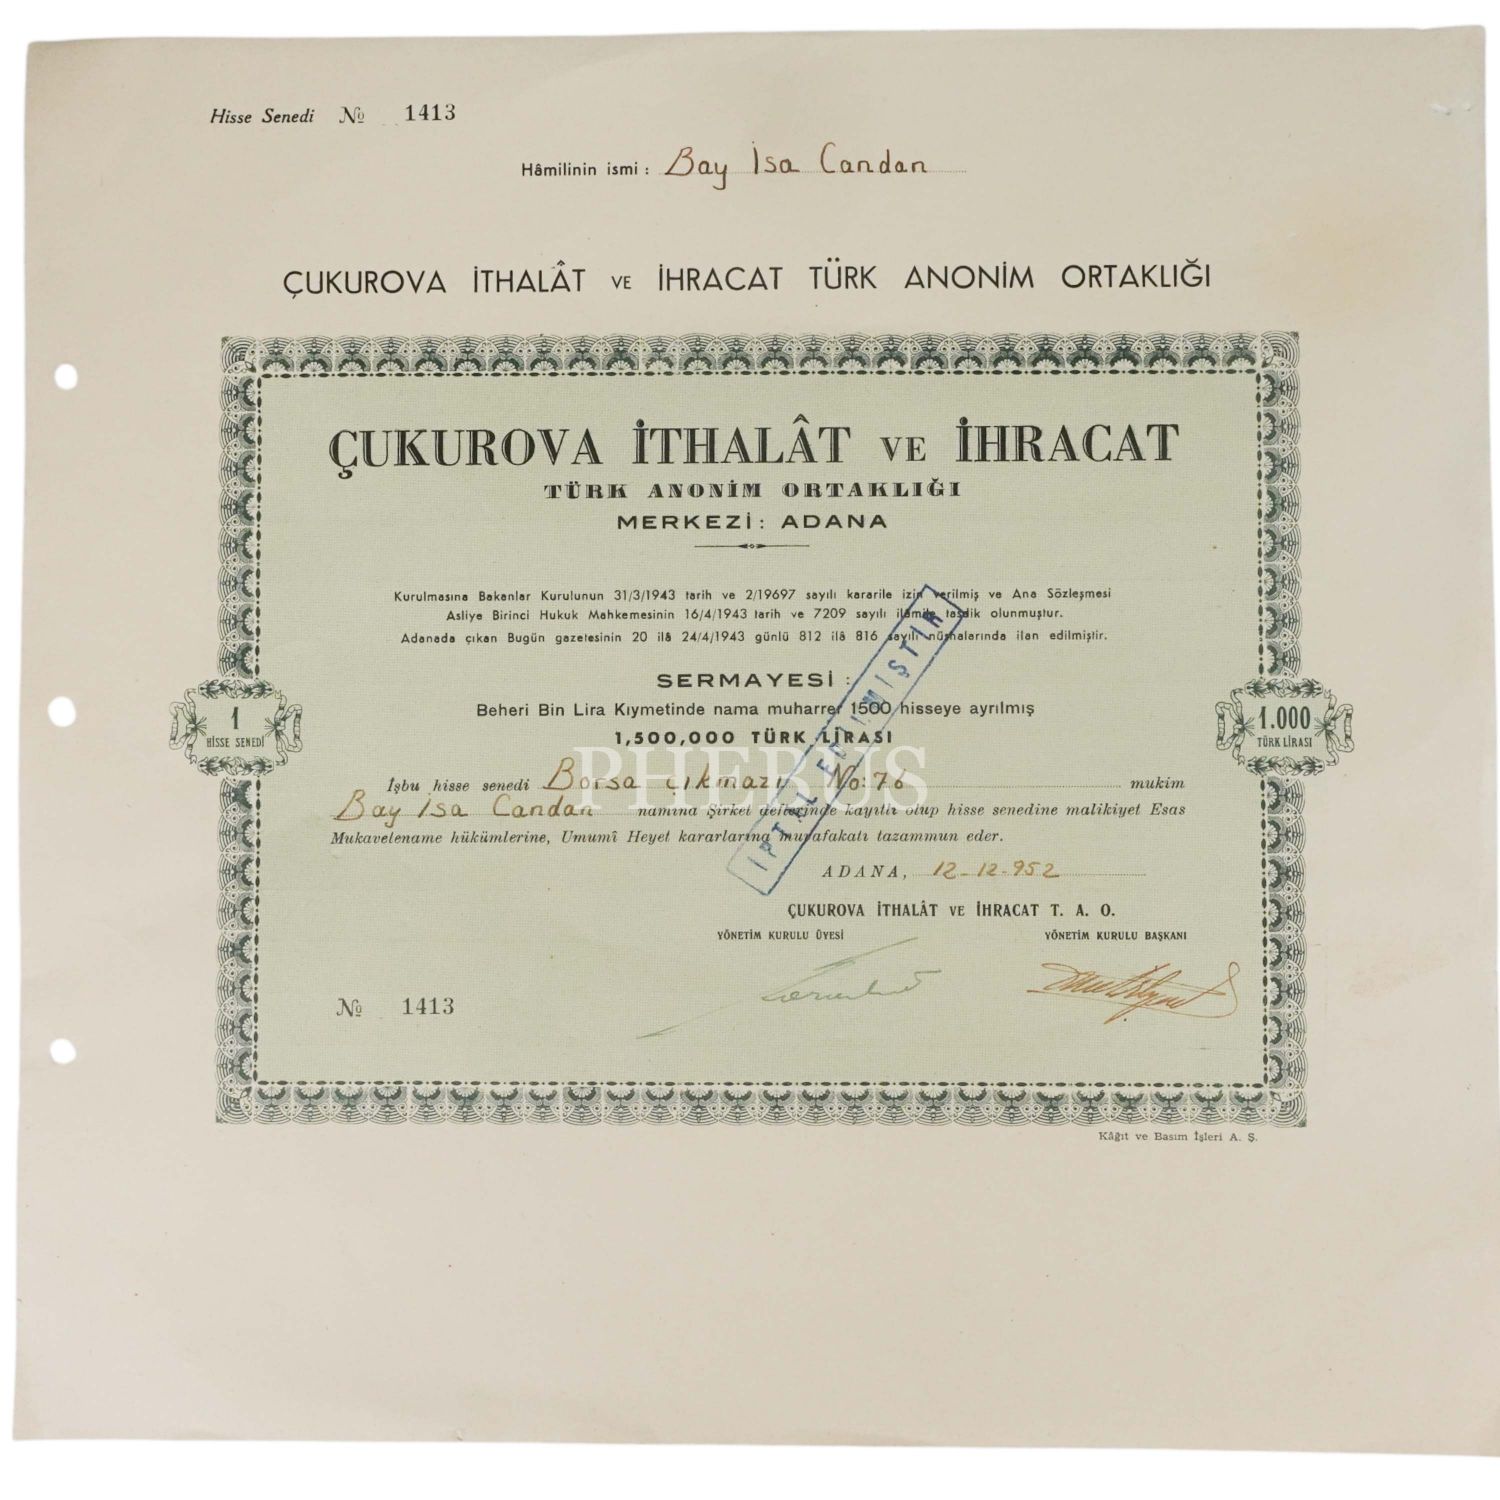 Hisse Senedi № 1413
Hâmilinin ismi : Bay İsa Candan
ÇUKUROVA İTHALÂT VE İHRACAT TÜRK ANONİM ORTAKLIĞI
ÇUKUROVA İTHALÂT VE İHRACAT
TÜRK ANONİM ORTAKLIĞI
MERKEZİ: ADANA
Kurulmasına Bakanlar Kurulunun 31/3/1943 tarih ve 2/19697 sayılı kararile izin verilmiş ve Ana Sözleşmesi
Asliye Birinci Hukuk Mahkemesinin 16/4/1943 tarih ve 7209 sayılı ilâmile tasdik olunmuştur.
Adanada çıkan Bugün gazetesinin 20 ilâ 24/4/1943 günlü 812 ilâ 816 sayılı nüshalarında ilan edilmiştir.
SERMAYESİ :
Beheri Bin Lira Kıymetinde nama muharrer 1500 hisseye ayrılmış
1,500,000 TÜRK LİRASI
1
HİSSE SENEDİ
1.000
TÜRK LİRASI
İşbu hisse senedi Borsa çıkmazı No: 76 mukim
Bay İsa Candan namına Şirket defterinde kayıtlı olup hisse senedine malikiyet Esas
Mukavelename hükümlerine, Umumî Heyet kararlarına muvafakatı tazammun eder.
İPTAL EDİLMİŞTİR
PHEBUS
ADANA, 12-12-952
ÇUKUROVA İTHALÂT VE İHRACAT T. A. O.
YÖNETİM KURULU ÜYESİ YÖNETİM KURULU BAŞKANI
№ 1413
Kâğıt ve Basım İşleri A. Ş.